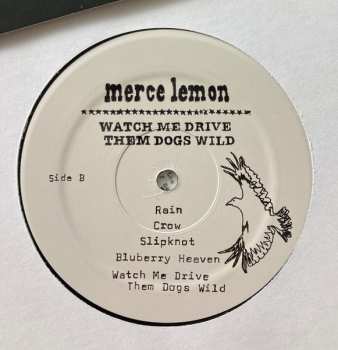 merce lemon
WATCH ME DRIVE
THEM DOGS WILD
Side B
Rain
Crow
Slipknot
Bluberry Heaven
Watch Me Drive
Them Dogs Wild